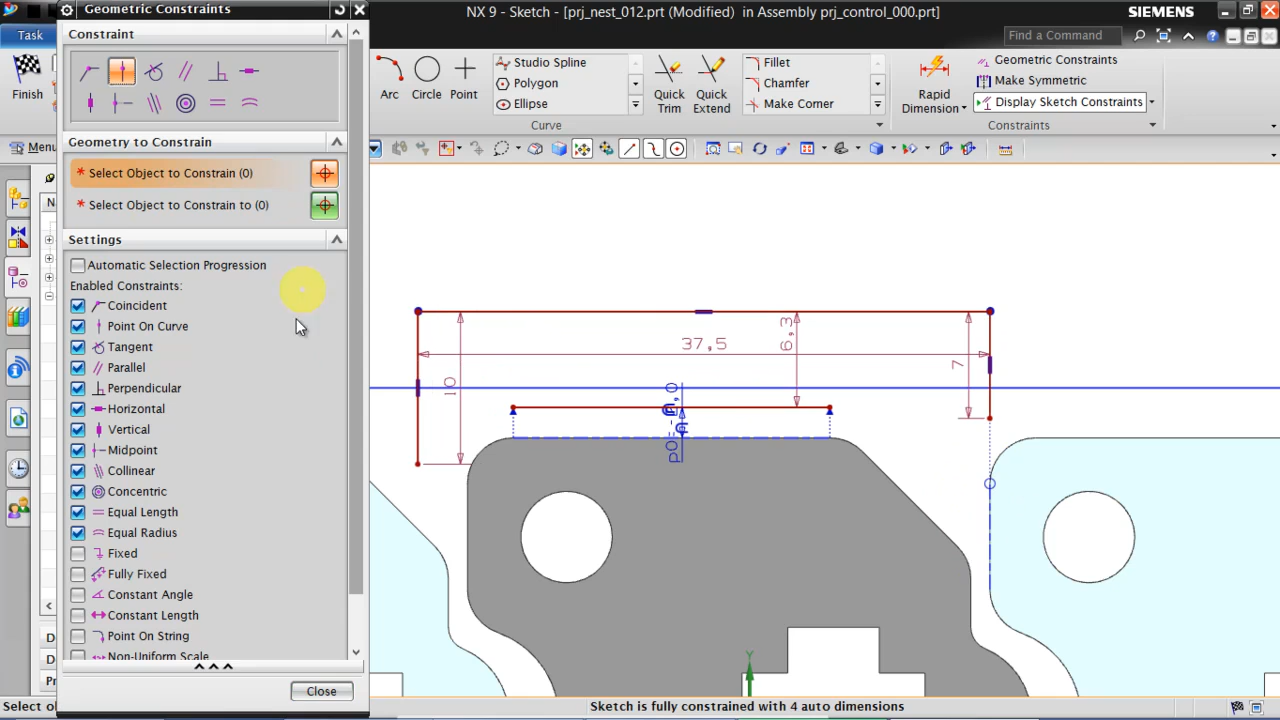 Geometric Constraints
NX 9 - Sketch - [prj_nest_012.prt (Modified) in Assembly prj_control_000.prt]
SIEMENS
Task
Constraint
Find a Command
Finish
Arc
Circle
Point
Studio Spline
Polygon
Ellipse
Quick Trim
Quick Extend
Fillet
Chamfer
Make Corner
Rapid Dimension
Geometric Constraints
Make Symmetric
Display Sketch Constraints
Curve
Constraints
Menu
Geometry to Constrain
* Select Object to Constrain (0)
* Select Object to Constrain to (0)
Settings
Automatic Selection Progression
Enabled Constraints:
Coincident
Point On Curve
Tangent
Parallel
Perpendicular
Horizontal
Vertical
Midpoint
Collinear
Concentric
Equal Length
Equal Radius
Fixed
Fully Fixed
Constant Angle
Constant Length
Point On String
Non-Uniform Scale
Close
37,5
6,3
7
10
Y
Select o
Sketch is fully constrained with 4 auto dimensions